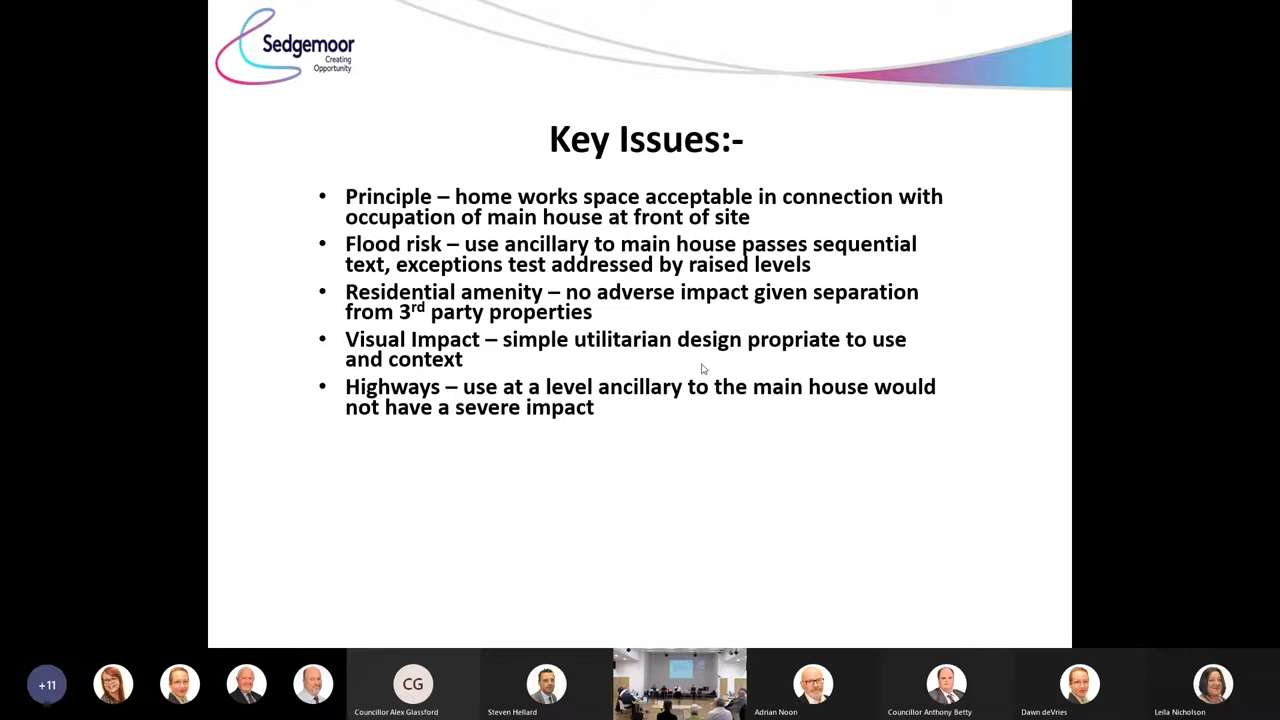 Sedgemoor
Creating
Opportunity
Key Issues:-
• Principle – home works space acceptable in connection with
occupation of main house at front of site
• Flood risk – use ancillary to main house passes sequential
text, exceptions test addressed by raised levels
• Residential amenity – no adverse impact given separation
from 3rd party properties
• Visual Impact – simple utilitarian design propriate to use
and context
• Highways – use at a level ancillary to the main house would
not have a severe impact
+11
CG
Councillor Alex Glassford
Steven Hellard
Adrian Noon
Councillor Anthony Betty
Dawn deVries
Leila Nicholson